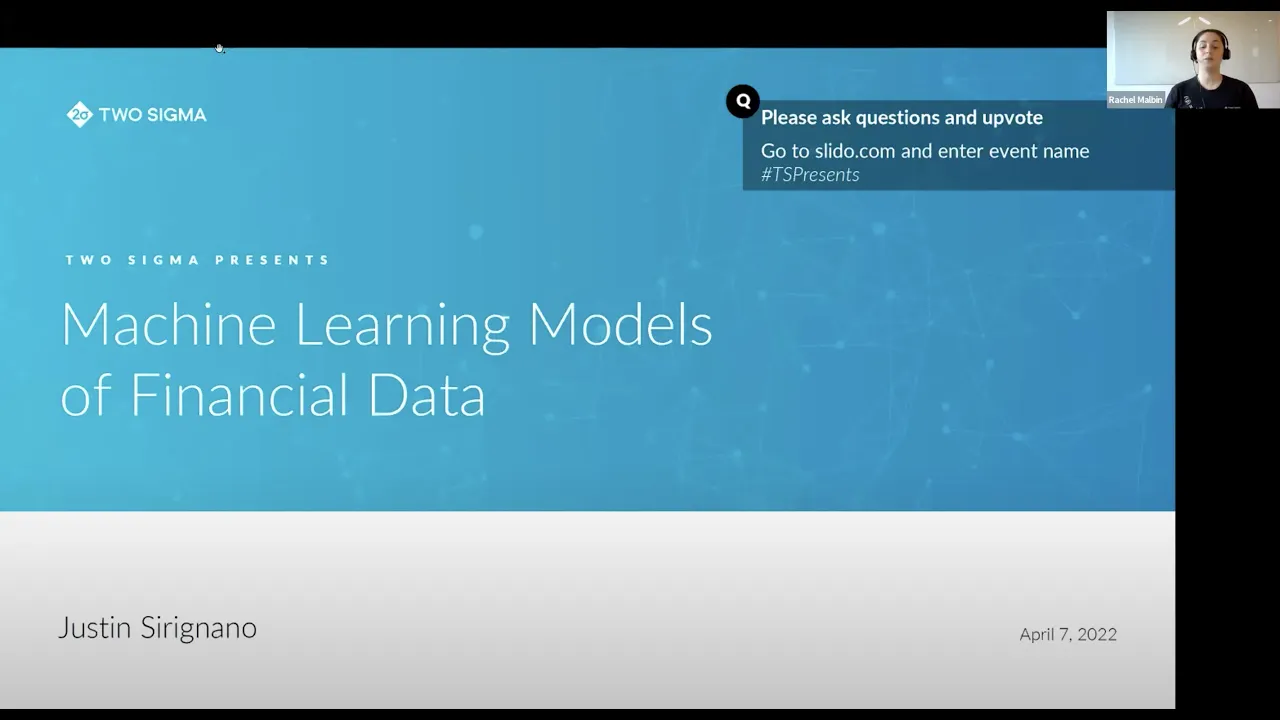 2σ TWO SIGMA
Q
Please ask questions and upvote
Go to slido.com and enter event name
#TSPresents
Rachel Malbin
TWO SIGMA PRESENTS
Machine Learning Models
of Financial Data
Justin Sirignano
April 7, 2022